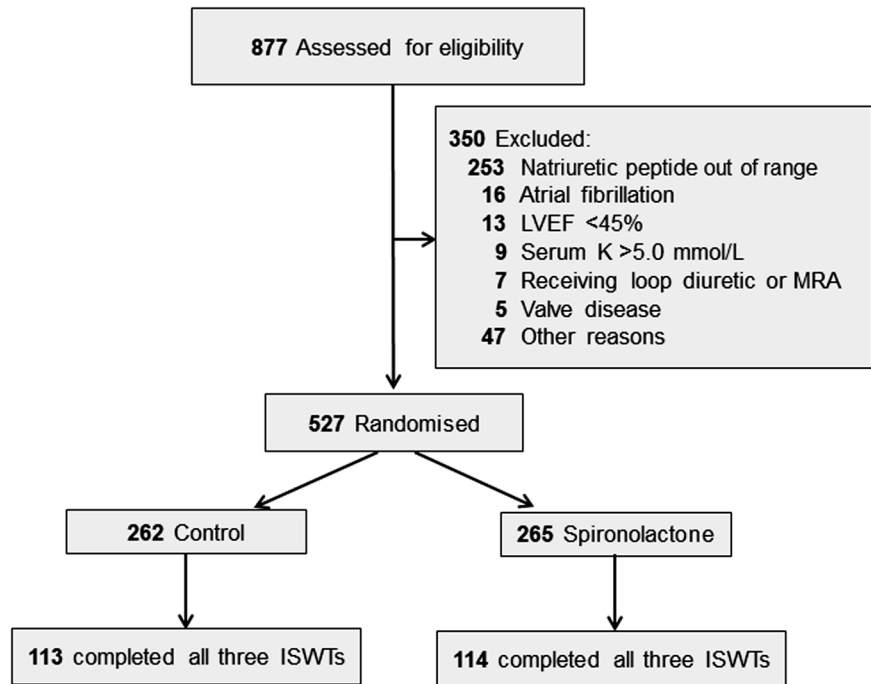 877 Assessed for eligibility
350 Excluded:
253 Natriuretic peptide out of range
16 Atrial fibrillation
13 LVEF <45%
9 Serum K >5.0 mmol/L
7 Receiving loop diuretic or MRA
5 Valve disease
47 Other reasons
527 Randomised
262 Control
265 Spironolactone
113 completed all three ISWTs
114 completed all three ISWTs